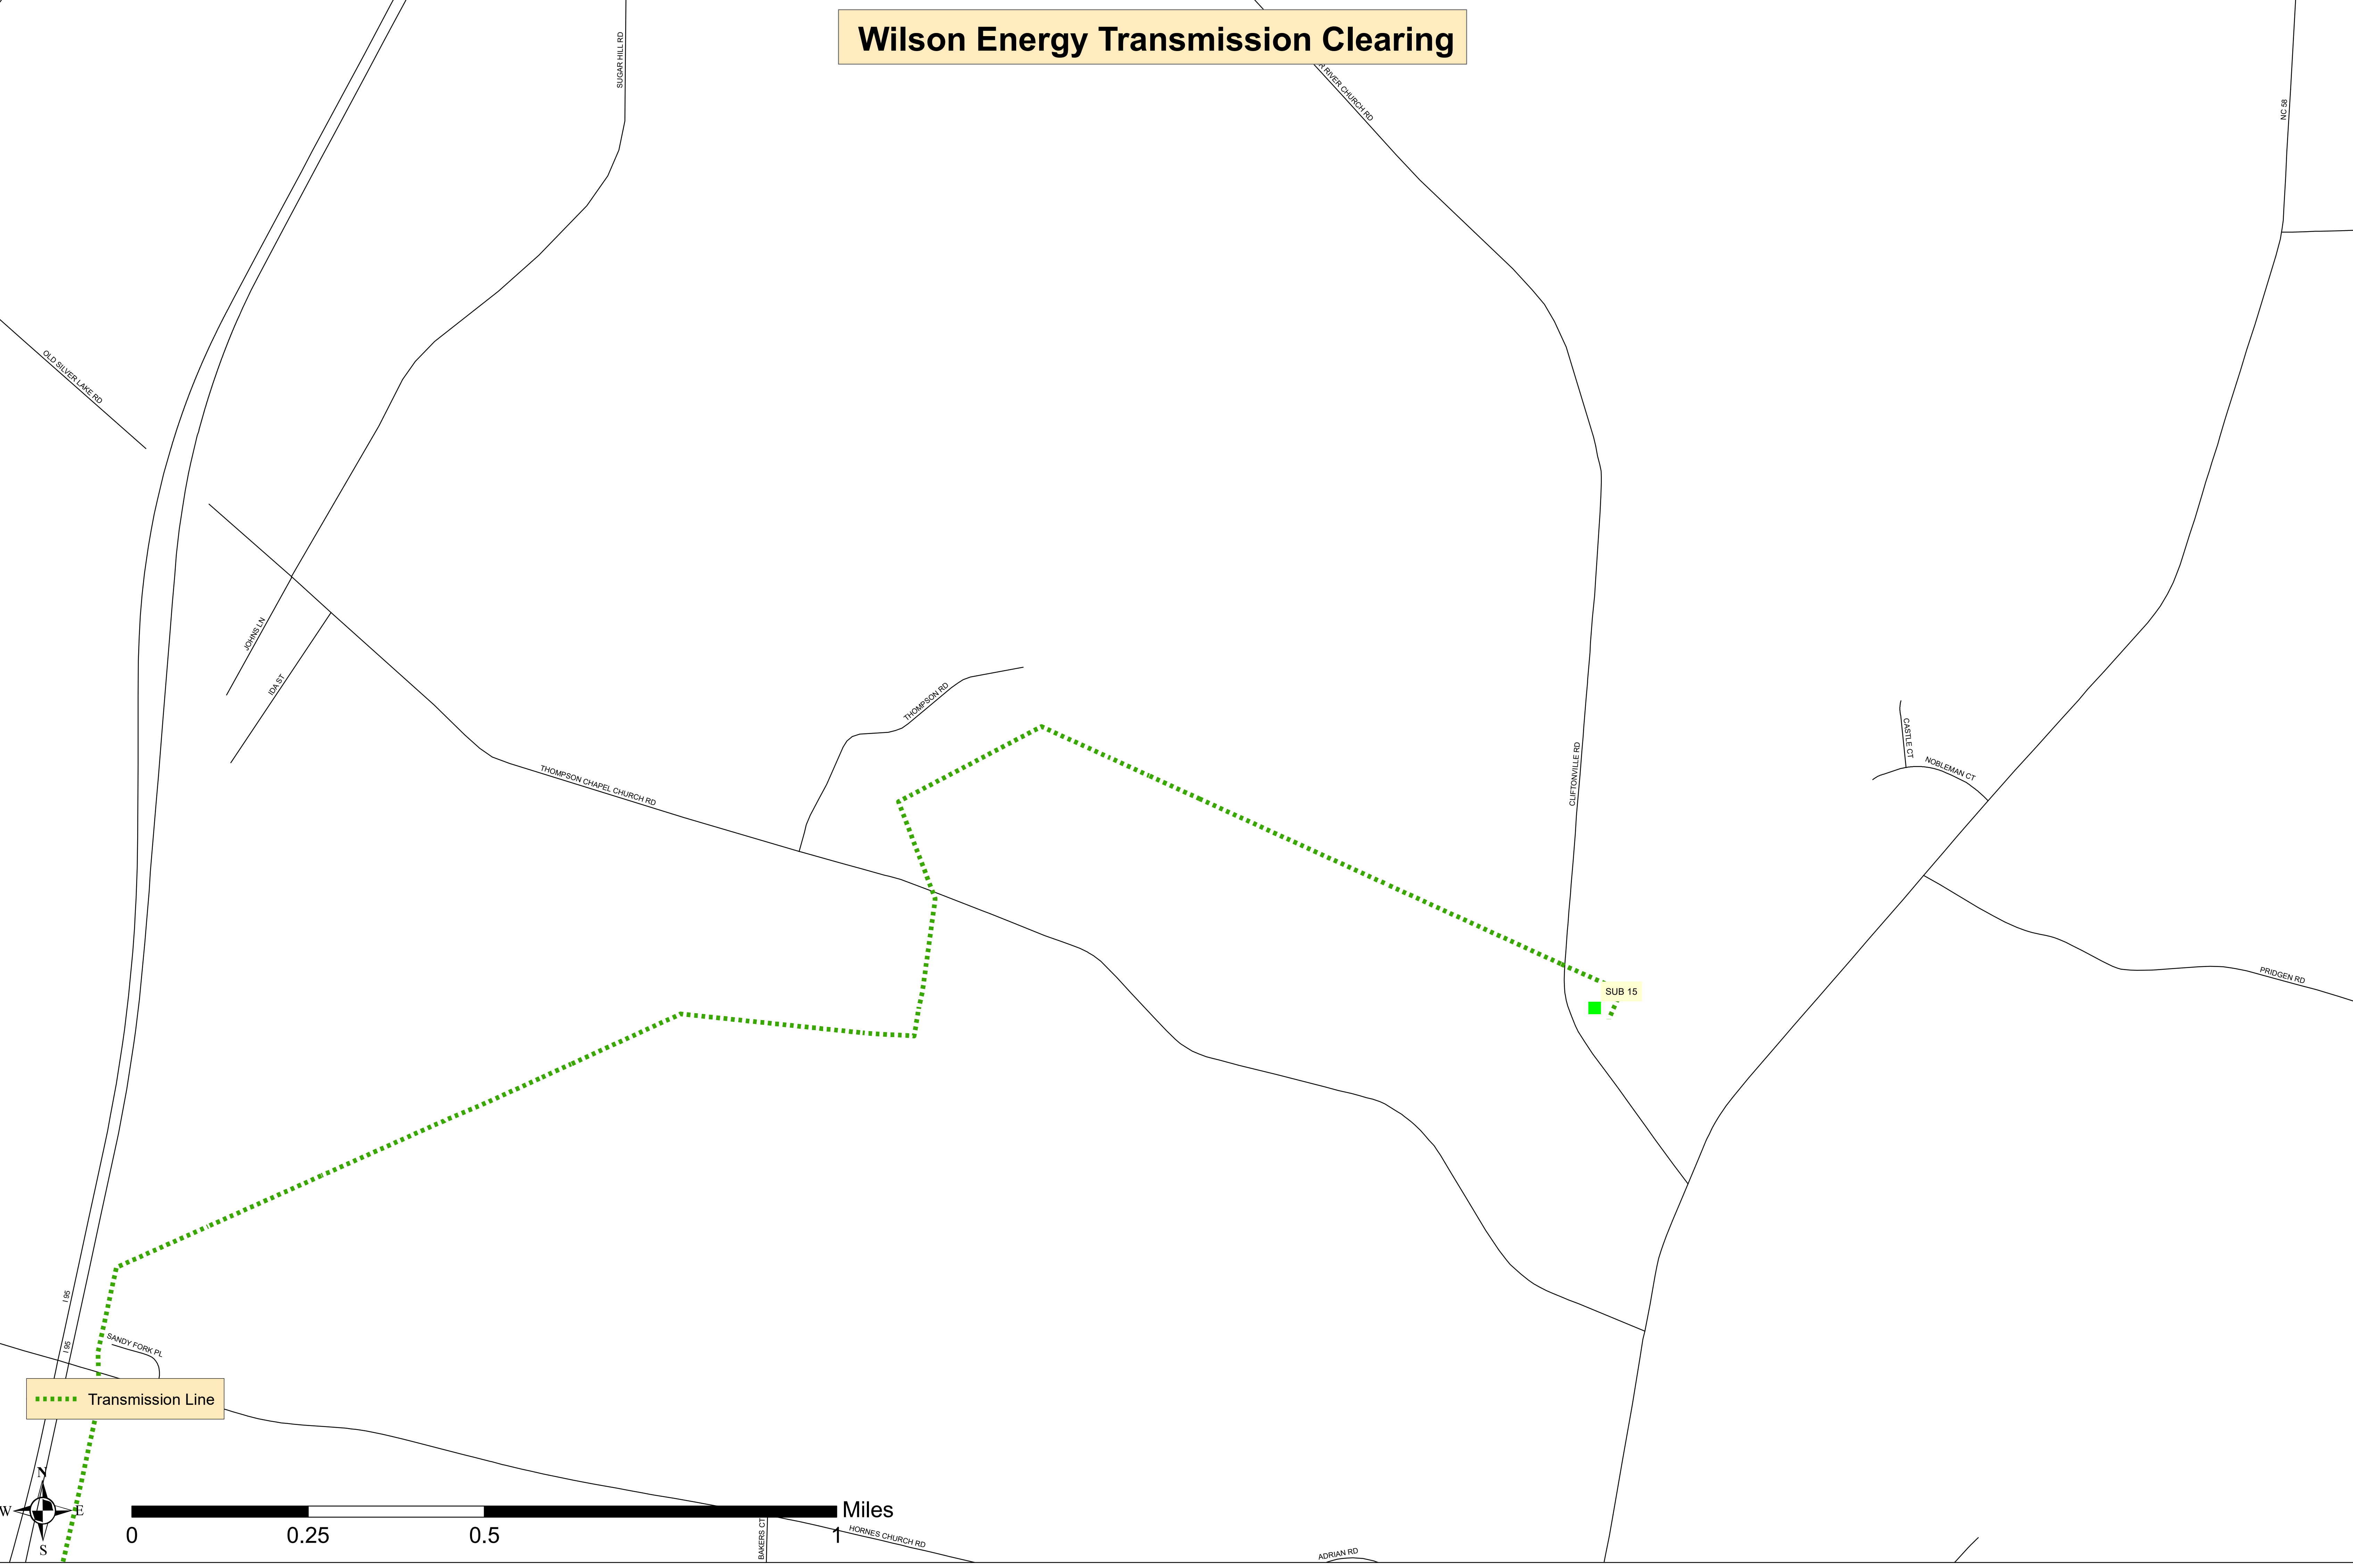 Wilson Energy Transmission Clearing
SUGAR HILL RD
R RIVER CHURCH RD
NC 58
OLD SILVER LAKE RD
JOHNS LN
IDA ST
THOMPSON RD
THOMPSON CHAPEL CHURCH RD
CLIFTONVILLE RD
CASTLE CT
NOBLEMAN CT
PRIDGEN RD
SUB 15
I 95
I 95
SANDY FORK PL
Transmission Line
N
W E
S
Miles
0 0.25 0.5 1
BAKERS CT
HORNES CHURCH RD
ADRIAN RD